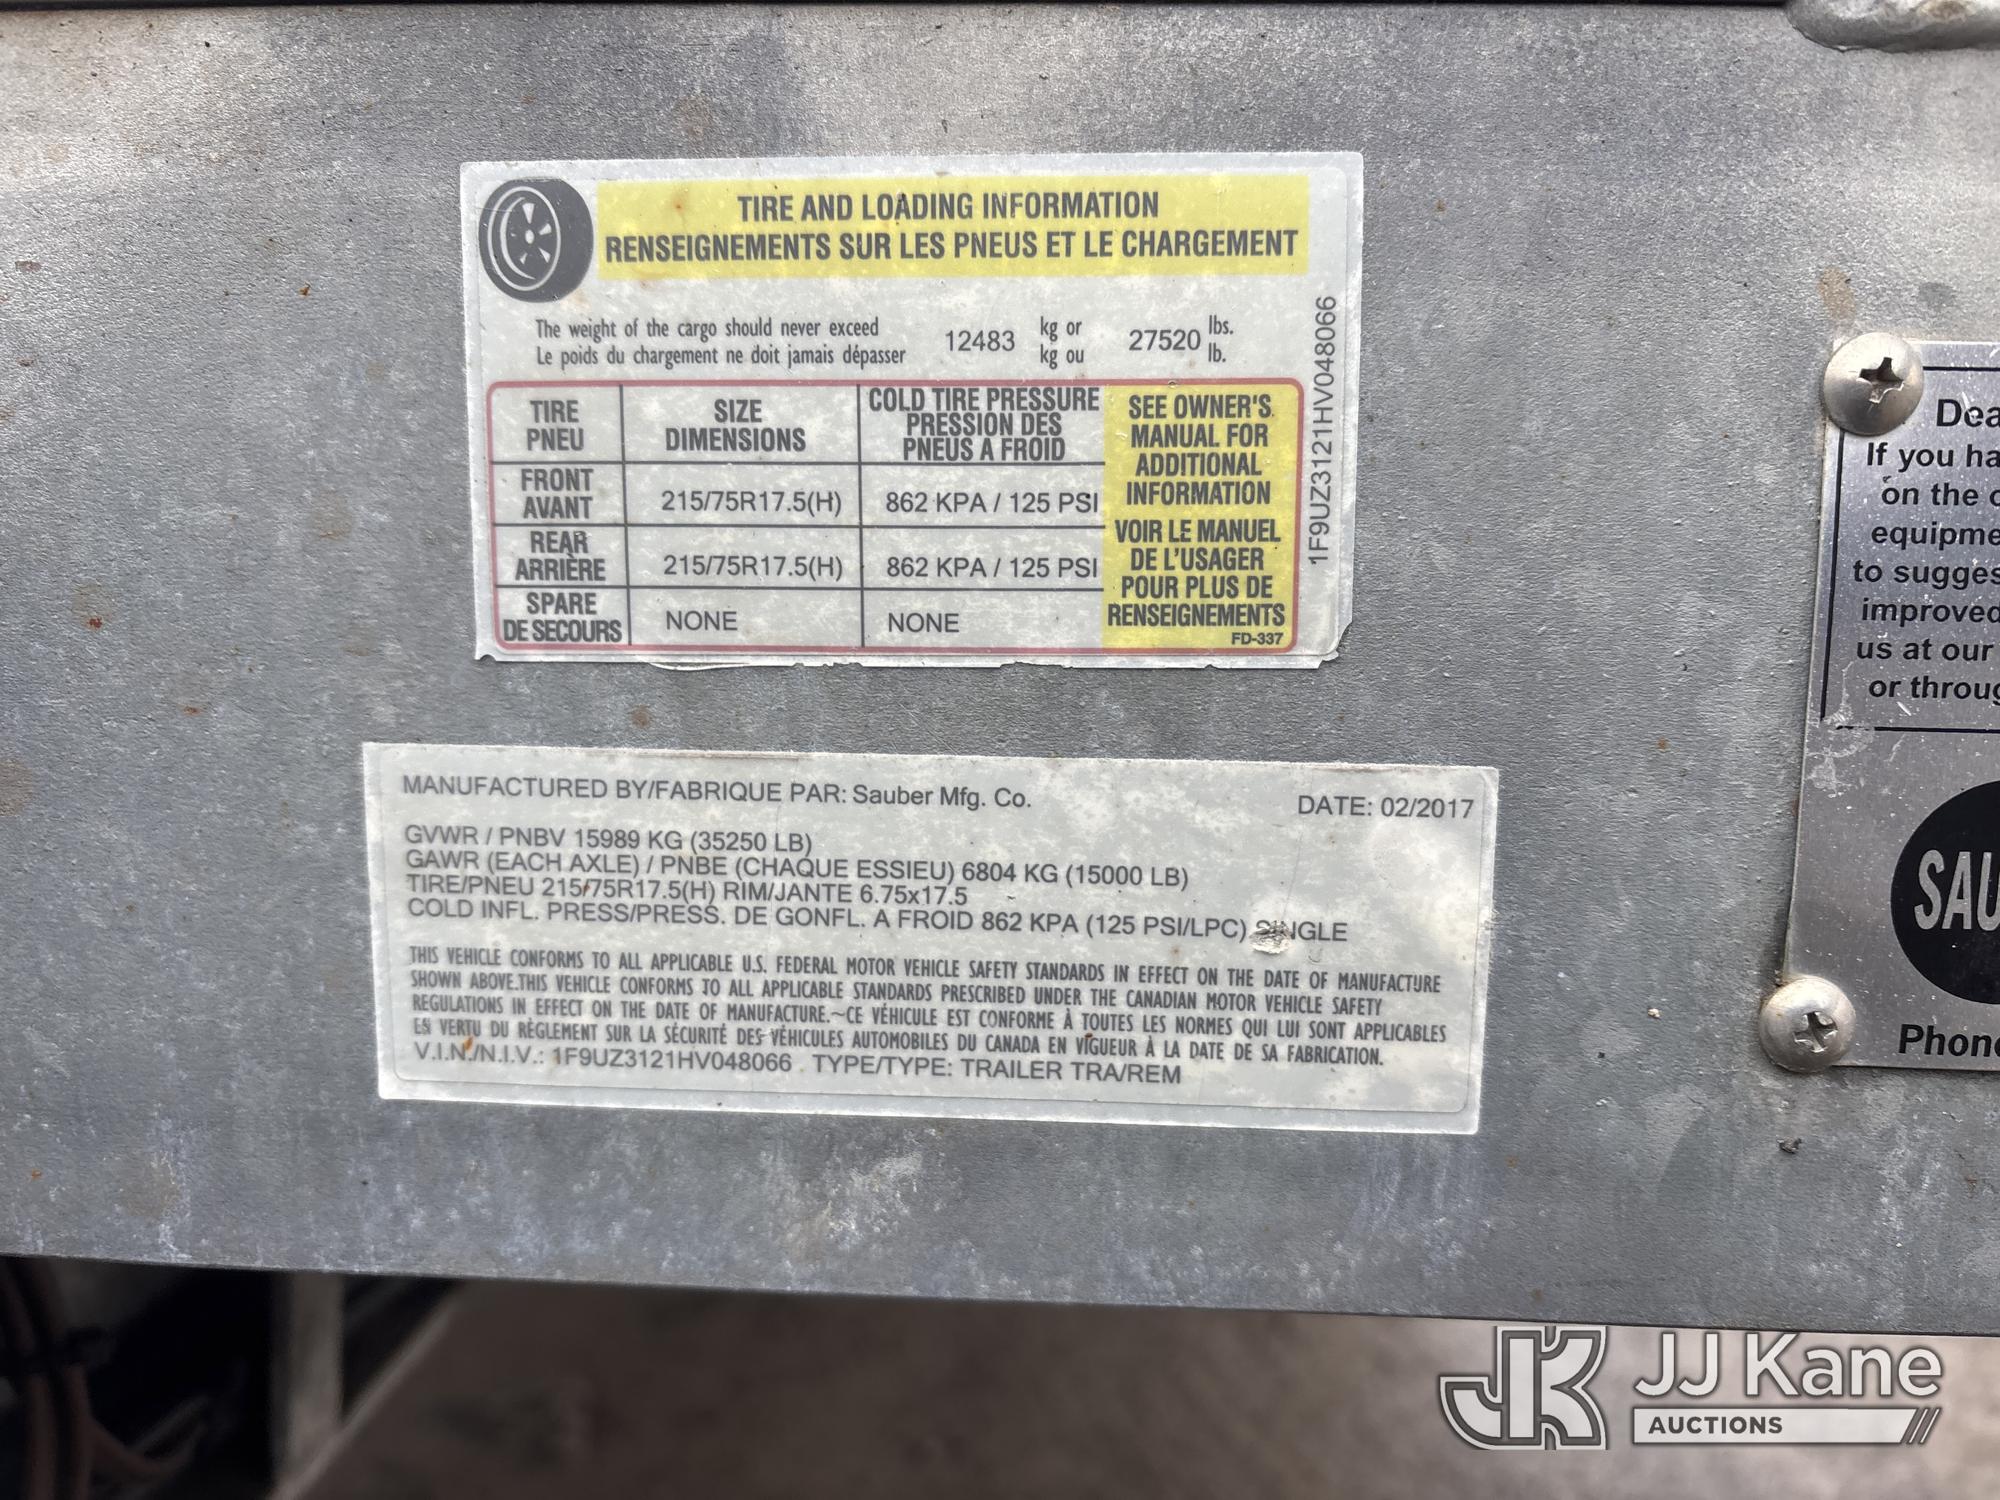 TIRE AND LOADING INFORMATION
RENSEIGNEMENTS SUR LES PNEUS ET LE CHARGEMENT
The weight of the cargo should never exceed 12483 kg or 27520 lbs.
Le poids du chargement ne doit jamais dépasser kg ou lb.
TIRE PNEU SIZE DIMENSIONS COLD TIRE PRESSURE PRESSION DES PNEUS A FROID
FRONT AVANT 215/75R17.5(H) 862 KPA / 125 PSI
REAR ARRIÈRE 215/75R17.5(H) 862 KPA / 125 PSI
SPARE DE SECOURS NONE NONE
SEE OWNER'S
MANUAL FOR
ADDITIONAL
INFORMATION
VOIR LE MANUEL
DE L'USAGER
POUR PLUS DE
RENSEIGNEMENTS
FD-337
1F9UZ3121HV048066
MANUFACTURED BY/FABRIQUE PAR: Sauber Mfg. Co. DATE: 02/2017
GVWR / PNBV 15989 KG (35250 LB)
GAWR (EACH AXLE) / PNBE (CHAQUE ESSIEU) 6804 KG (15000 LB)
TIRE/PNEU 215/75R17.5(H) RIM/JANTE 6.75x17.5
COLD INFL. PRESS/PRESS. DE GONFL. A FROID 862 KPA (125 PSI/LPC) SINGLE
THIS VEHICLE CONFORMS TO ALL APPLICABLE U.S. FEDERAL MOTOR VEHICLE SAFETY STANDARDS IN EFFECT ON THE DATE OF MANUFACTURE
SHOWN ABOVE.THIS VEHICLE CONFORMS TO ALL APPLICABLE STANDARDS PRESCRIBED UNDER THE CANADIAN MOTOR VEHICLE SAFETY
REGULATIONS IN EFFECT ON THE DATE OF MANUFACTURE.~CE VÉHICULE EST CONFORME À TOUTES LES NORMES QUI LUI SONT APPLICABLES
EN VERTU DU RÈGLEMENT SUR LA SÉCURITÉ DES VÉHICULES AUTOMOBILES DU CANADA EN VIGUEUR À LA DATE DE SA FABRICATION.
V.I.N./N.I.V.: 1F9UZ3121HV048066 TYPE/TYPE: TRAILER TRA/REM
Dea
If you ha
on the
equipme
to sugges
improved
us at our
or throug
SAU
Phon
JK JJ Kane
AUCTIONS